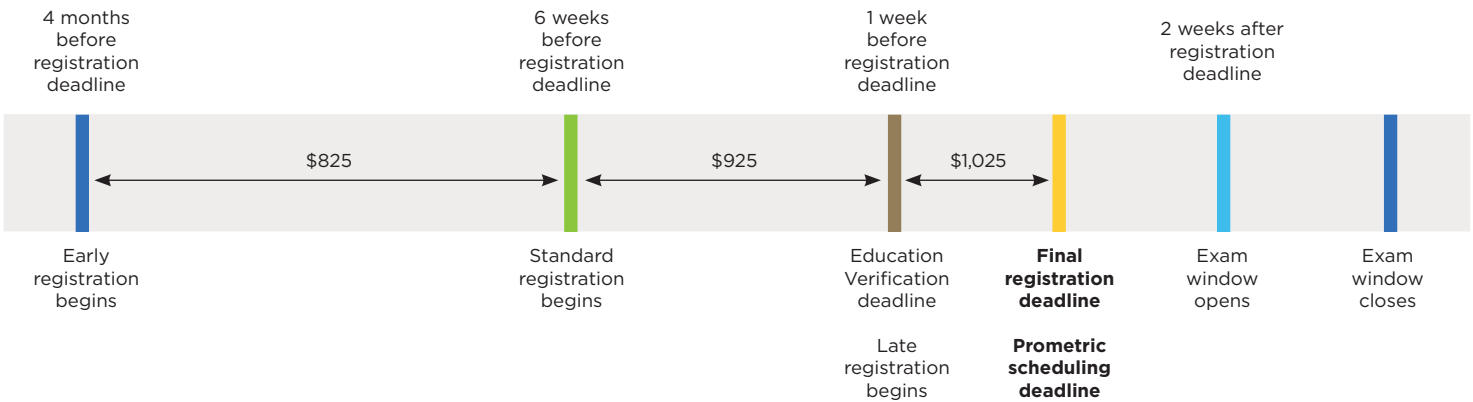 4 months
before
registration
deadline
6 weeks
before
registration
deadline
1 week
before
registration
deadline
2 weeks after
registration
deadline
$825
$925
$1,025
Early
registration
begins
Standard
registration
begins
Education
Verification
deadline
Late
registration
begins
Final
registration
deadline
Prometric
scheduling
deadline
Exam
window
opens
Exam
window
closes